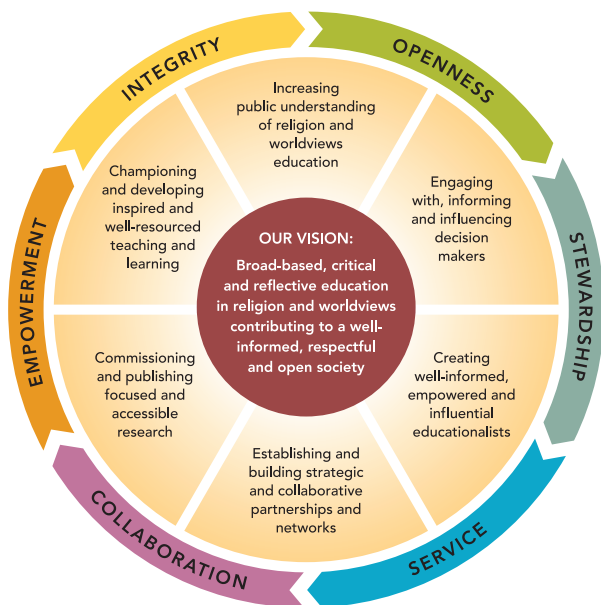 INTEGRITY
OPENNESS
STEWARDSHIP
SERVICE
COLLABORATION
EMPOWERMENT
Increasing
public understanding
of religion and
worldviews
education
Engaging
with, informing
and influencing
decision
makers
Creating
well-informed,
empowered and
influential
educationalists
Establishing and
building strategic
and collaborative
partnerships and
networks
Commissioning
and publishing
focused and
accessible
research
Championing
and developing
inspired and
well-resourced
teaching and
learning
OUR VISION:
Broad-based, critical
and reflective education
in religion and worldviews
contributing to a well-
informed, respectful
and open society